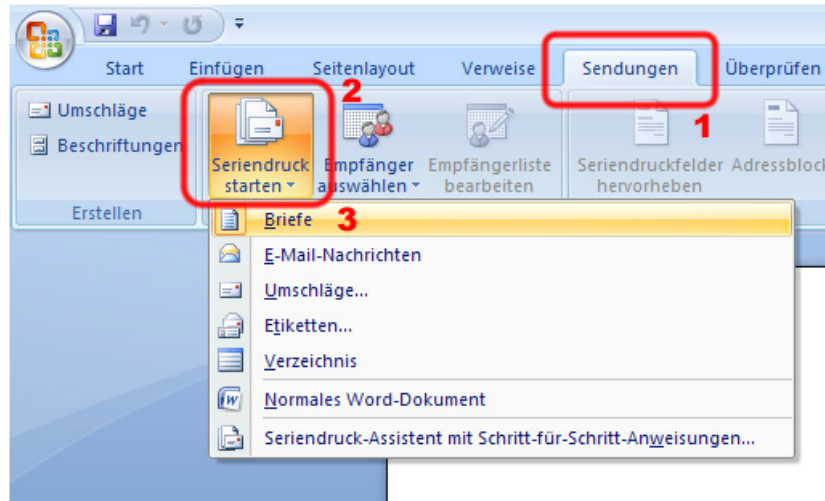 Start Einfügen Seitenlayout Verweise Sendungen Überprüfen
1
2
Umschläge
Beschriftungen
Erstellen
Seriendruck
starten
Empfänger
auswählen
Empfängerliste
bearbeiten
Seriendruckfelder
hervorheben
Adressblock
Briefe 3
E-Mail-Nachrichten
Umschläge...
Etiketten...
Verzeichnis
Normales Word-Dokument
Seriendruck-Assistent mit Schritt-für-Schritt-Anweisungen...